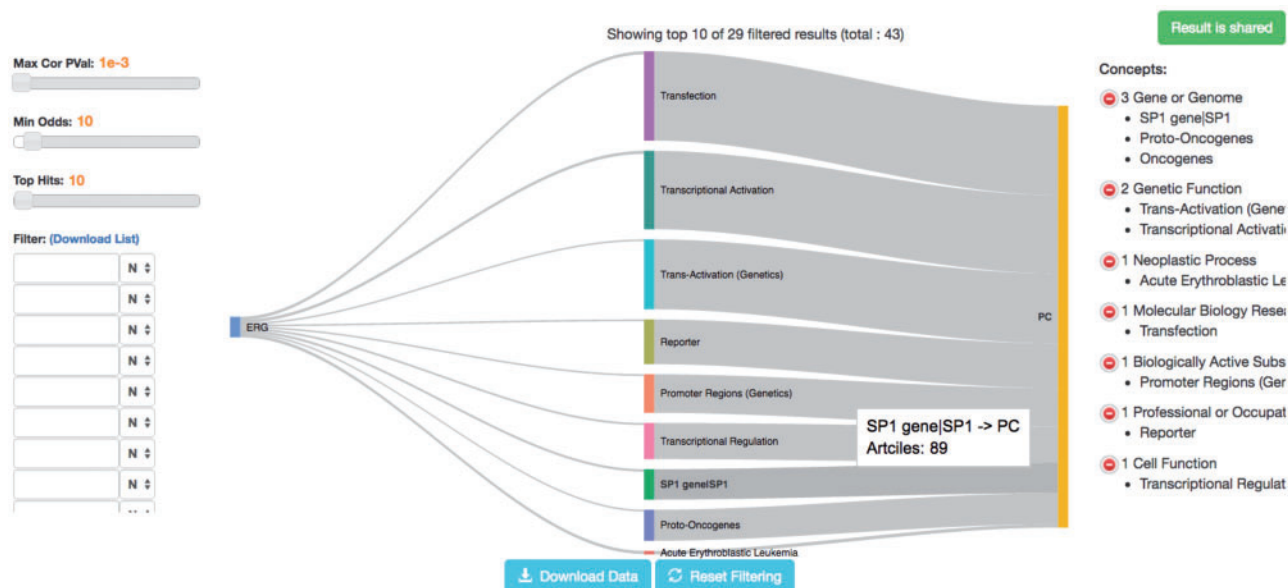 Showing top 10 of 29 filtered results (total : 43)
Result is shared
Max Cor PVal: 1e-3
Min Odds: 10
Top Hits: 10
Filter: (Download List)
N
N
N
N
N
N
N
N
ERG
Transfection
Transcriptional Activation
Trans-Activation (Genetics)
Reporter
Promoter Regions (Genetics)
Transcriptional Regulation
SP1 gene|SP1
Proto-Oncogenes
Acute Erythroblastic Leukemia
PC
SP1 gene|SP1 -> PC
Artciles: 89
Concepts:
3 Gene or Genome
• SP1 gene|SP1
• Proto-Oncogenes
• Oncogenes
2 Genetic Function
• Trans-Activation (Gene
• Transcriptional Activati
1 Neoplastic Process
• Acute Erythroblastic Le
1 Molecular Biology Resea
• Transfection
1 Biologically Active Subs
• Promoter Regions (Ger
1 Professional or Occupat
• Reporter
1 Cell Function
• Transcriptional Regulat
Download Data
Reset Filtering